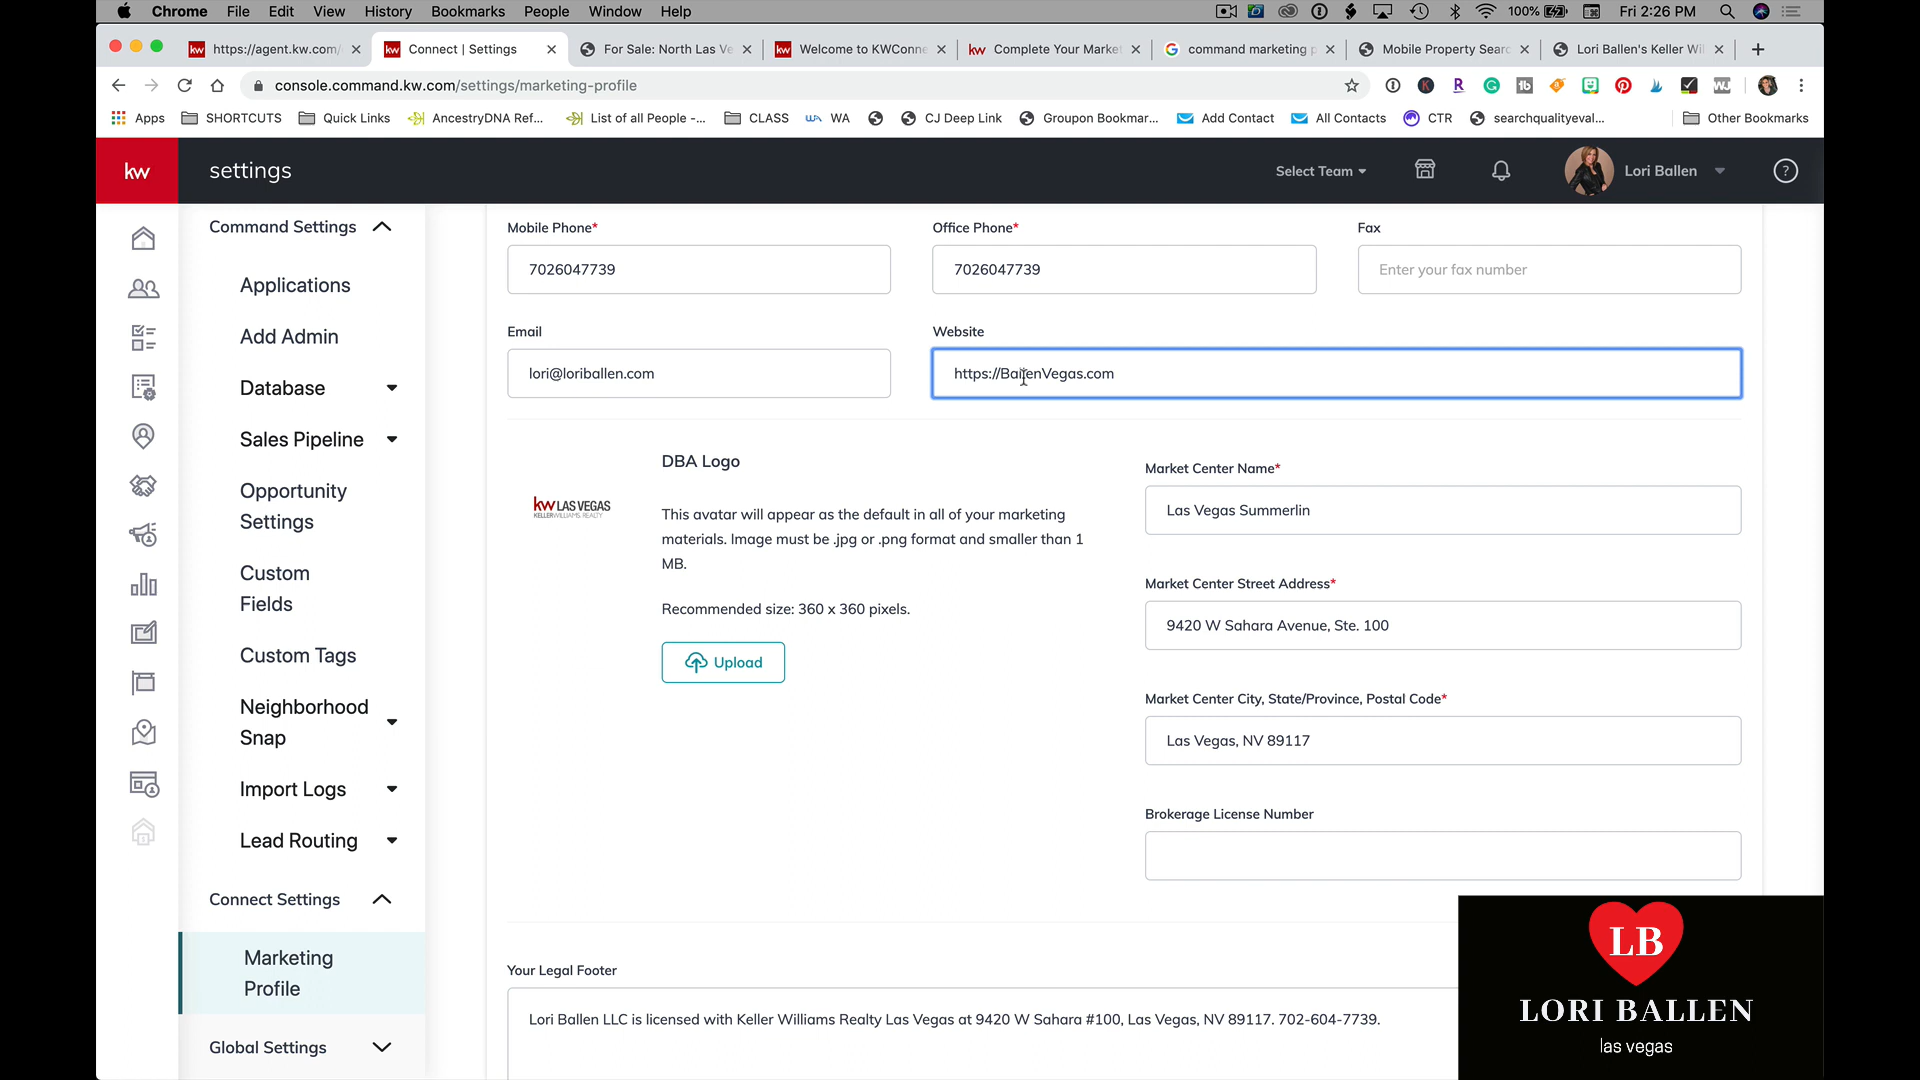 Chrome File Edit View History Bookmarks People Window Help 100% Fri 2:26 PM
https://agent.kw.com/ Connect | Settings For Sale: North Las Ve Welcome to KWConne Complete Your Market command marketing p Mobile Property Searc Lori Ballen's Keller Wil
console.command.kw.com/settings/marketing-profile
Apps SHORTCUTS Quick Links AncestryDNA Ref... List of all People -... CLASS WA CJ Deep Link Groupon Bookmar... Add Contact All Contacts CTR searchqualityeval... Other Bookmarks
kw settings Select Team Lori Ballen ?
Command Settings
Applications
Add Admin
Database
Sales Pipeline
Opportunity
Settings
Custom
Fields
Custom Tags
Neighborhood
Snap
Import Logs
Lead Routing
Connect Settings
Marketing
Profile
Global Settings
Mobile Phone* Office Phone* Fax
7026047739 7026047739 Enter your fax number
Email Website
lori@loriballen.com https://BallenVegas.com
DBA Logo
kw LAS VEGAS
KELLERWILLIAMS. REALTY
This avatar will appear as the default in all of your marketing
materials. Image must be .jpg or .png format and smaller than 1
MB.
Recommended size: 360 x 360 pixels.
Upload
Market Center Name*
Las Vegas Summerlin
Market Center Street Address*
9420 W Sahara Avenue, Ste. 100
Market Center City, State/Province, Postal Code*
Las Vegas, NV 89117
Brokerage License Number
Your Legal Footer
Lori Ballen LLC is licensed with Keller Williams Realty Las Vegas at 9420 W Sahara #100, Las Vegas, NV 89117. 702-604-7739.
LB
LORI BALLEN
las vegas